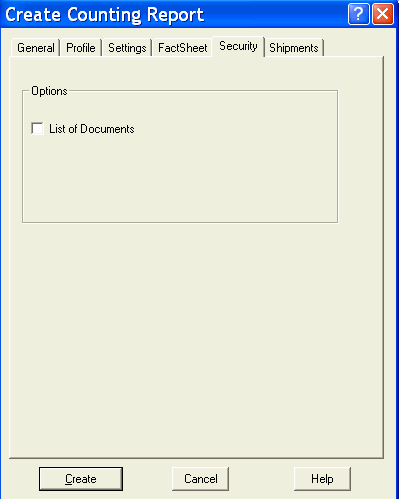 Create Counting Report
General Profile Settings FactSheet Security Shipments
Options
List of Documents
Create Cancel Help